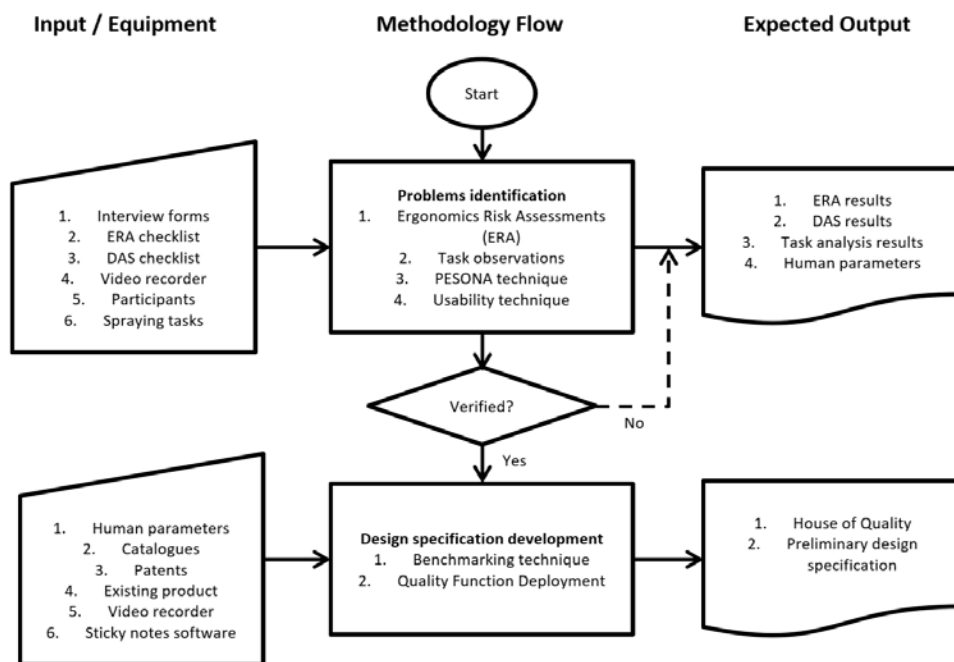 Input / Equipment
Methodology Flow
Expected Output
Start
1. Interview forms
2. ERA checklist
3. DAS checklist
4. Video recorder
5. Participants
6. Spraying tasks
Problems identification
1. Ergonomics Risk Assessments
(ERA)
2. Task observations
3. PESONA technique
4. Usability technique
1. ERA results
2. DAS results
3. Task analysis results
4. Human parameters
Verified?
No
Yes
1. Human parameters
2. Catalogues
3. Patents
4. Existing product
5. Video recorder
6. Sticky notes software
Design specification development
1. Benchmarking technique
2. Quality Function Deployment
1. House of Quality
2. Preliminary design
specification